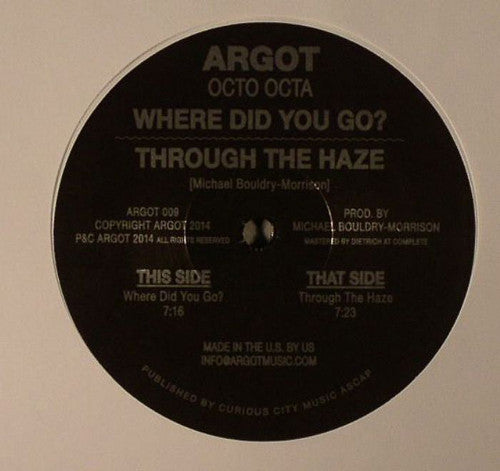 ARGOT
OCTO OCTA
WHERE DID YOU GO?
THROUGH THE HAZE
[Michael Bouldry-Morrison]
ARGOT 009
COPYRIGHT ARGOT 2014
P&C ARGOT 2014 ALL RIGHTS RESERVED
PROD. BY
MICHAEL BOULDRY-MORRISON
MASTERED BY DIETRICH AT COMPLETE
THIS SIDE
Where Did You Go?
7:16
THAT SIDE
Through The Haze
7:23
MADE IN THE U.S. BY US
INFO@ARGOTMUSIC.COM
PUBLISHED BY CURIOUS CITY MUSIC ASCAP